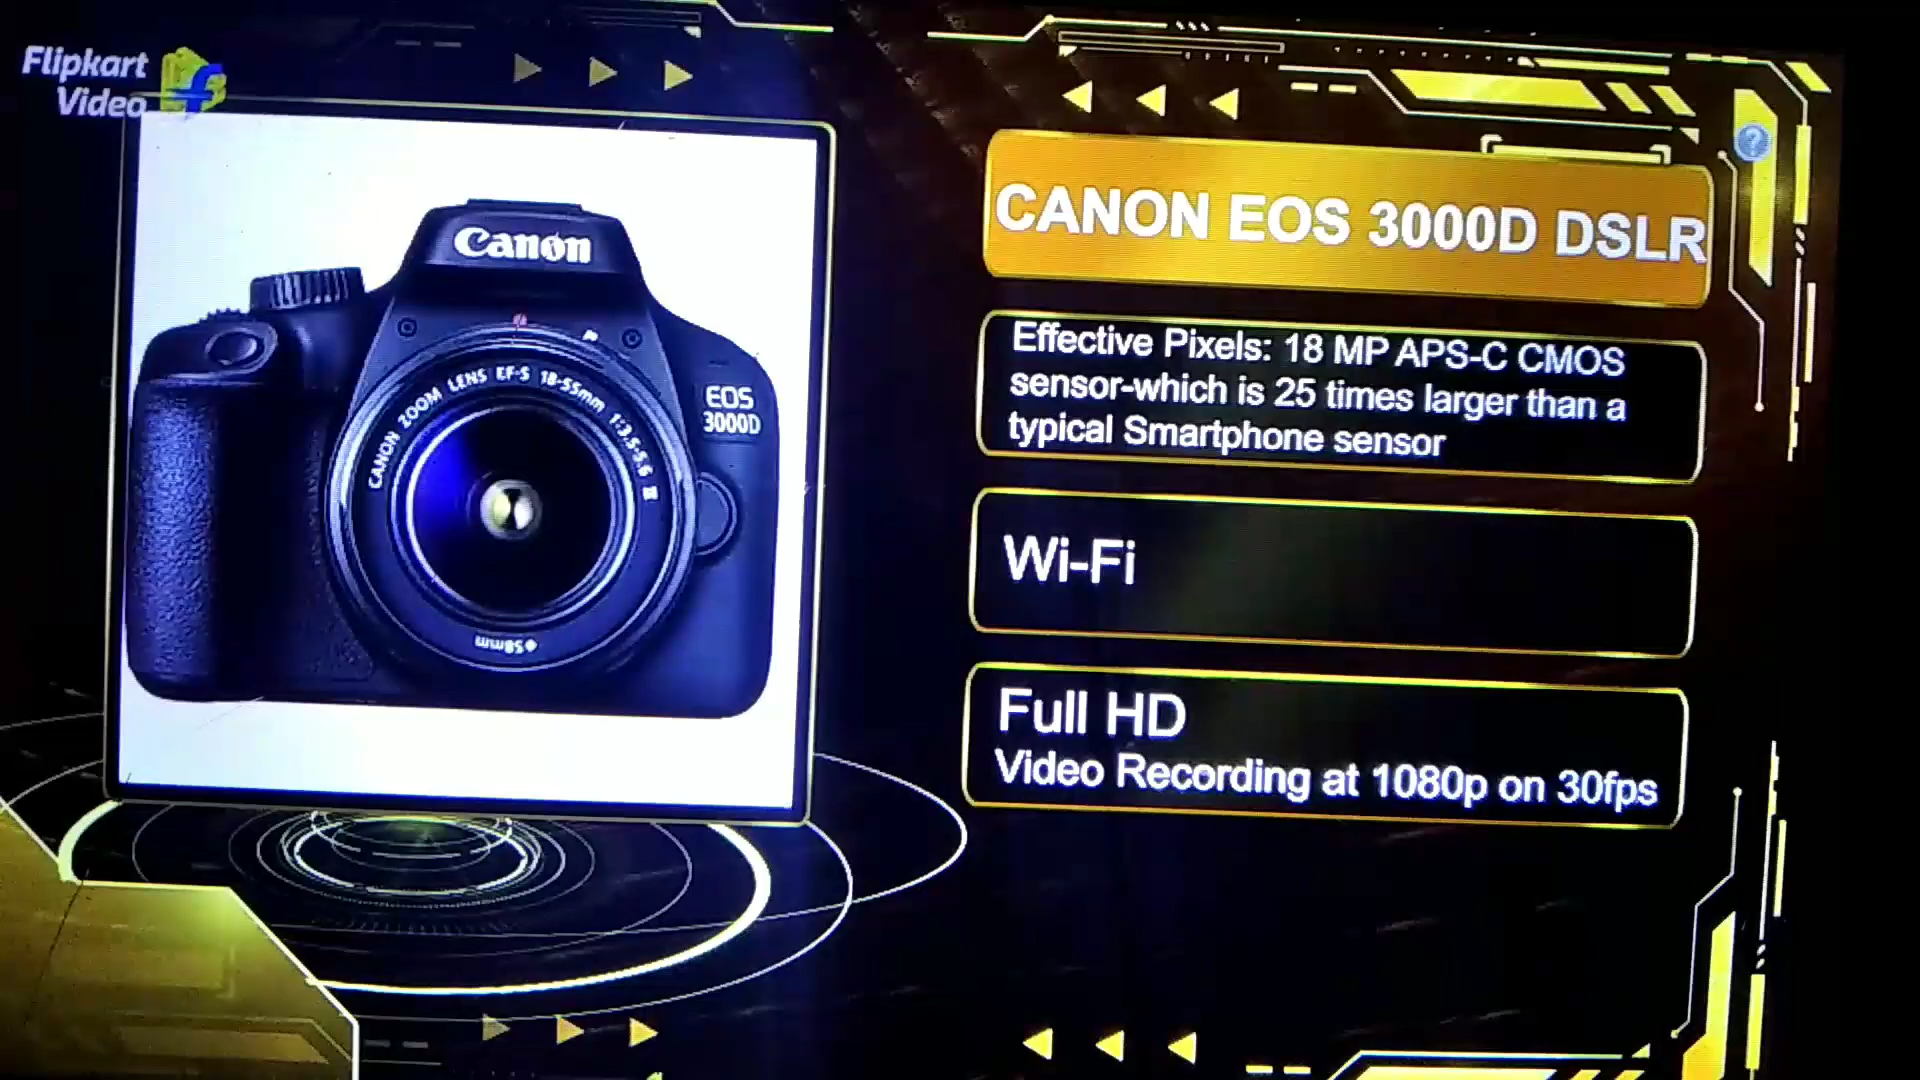 Flipkart
Video
Canon
CANON ZOOM LENS EF-S 18-55mm 1:3.5-5.6 III
EOS
3000D
58mm
CANON EOS 3000D DSLR
Effective Pixels: 18 MP APS-C CMOS
sensor-which is 25 times larger than a
typical Smartphone sensor
Wi-Fi
Full HD
Video Recording at 1080p on 30fps